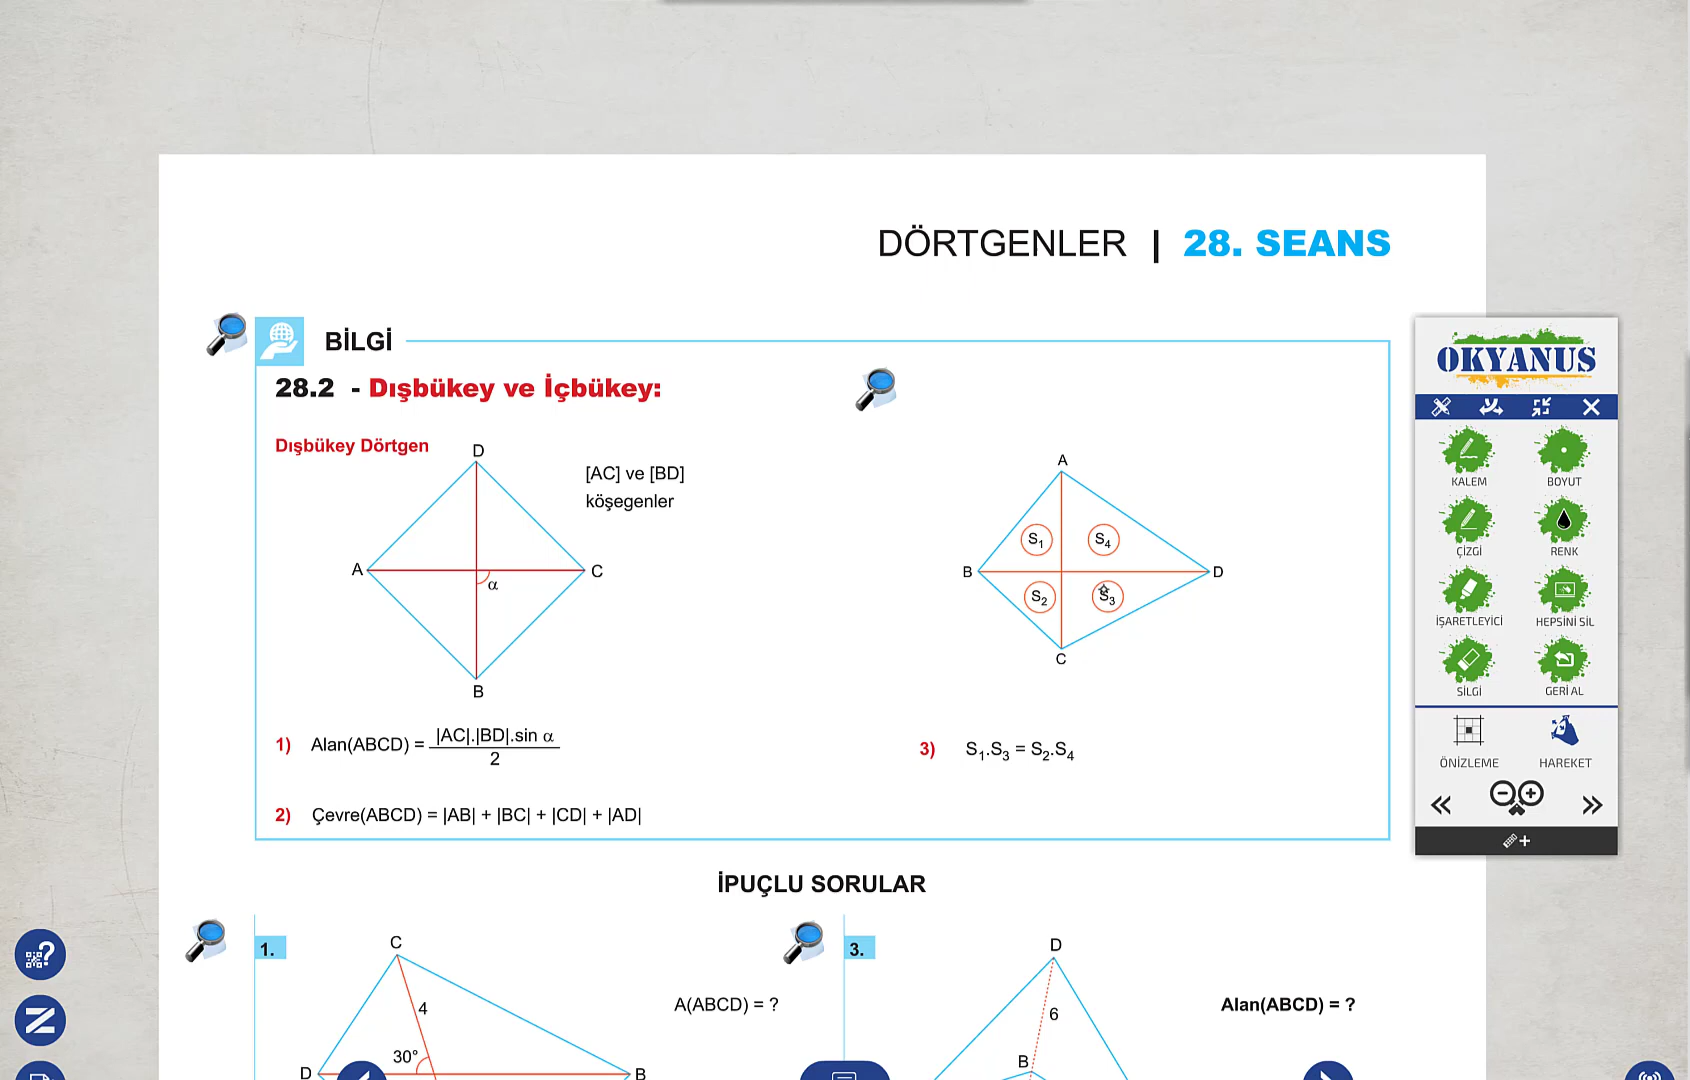 DÖRTGENLER | 28. SEANS
BİLGİ
28.2 - Dışbükey ve İçbükey:
Dışbükey Dörtgen
D
[AC] ve [BD]
köşegenler
A
C
α
B
A
S1
S4
B
D
S2
S3
C
1) Alan(ABCD) = |AC|.|BD|.sin α
2
3) S1.S3 = S2.S4
2) Çevre(ABCD) = |AB| + |BC| + |CD| + |AD|
İPUÇLU SORULAR
1.
C
4
30°
D
B
A(ABCD) = ?
3.
D
6
B
Alan(ABCD) = ?
OKYANUS
KALEM
BOYUT
ÇİZGİ
RENK
İŞARETLEYİCİ
HEPSİNİ SİL
SİLGİ
GERİ AL
ÖNİZLEME
HAREKET